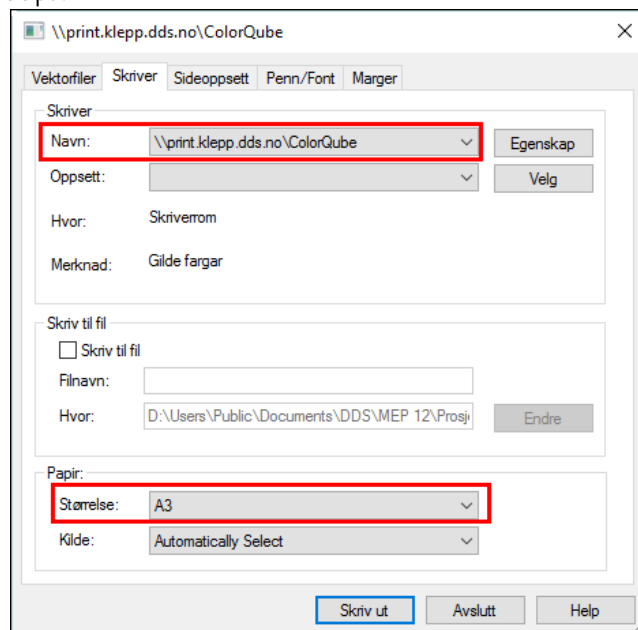 \\print.klepp.dds.no\ColorQube
Vektorfiler Skriver Sideoppsett Penn/Font Marger
Skriver
Navn: \\print.klepp.dds.no\ColorQube Egenskap
Oppsett: Velg
Hvor: Skriverrom
Merknad: Gilde fargar
Skriv til fil
Skriv til fil
Filnavn:
Hvor: D:\Users\Public\Documents\DDS\MEP 12\Prosj Endre
Papir:
Størrelse: A3
Kilde: Automatically Select
Skriv ut Avslutt Help